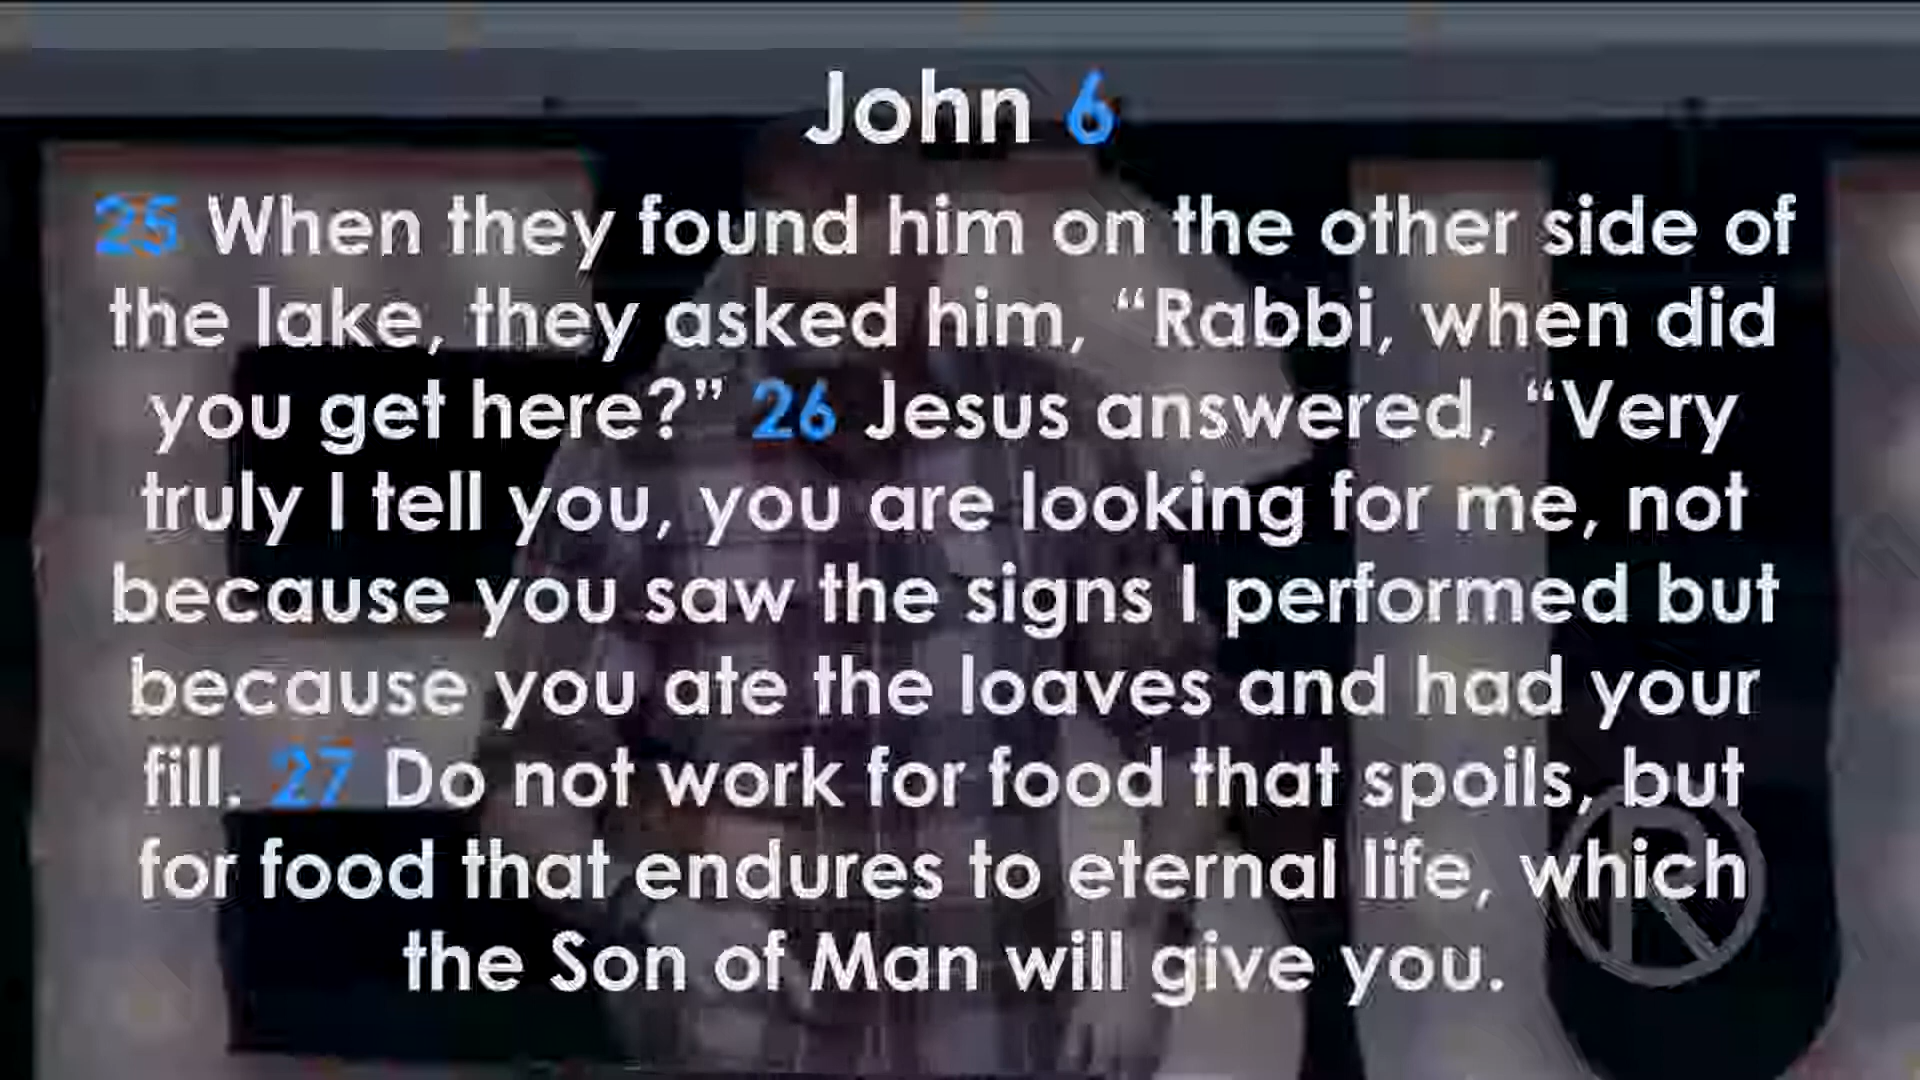 John 6
25 When they found him on the other side of
the lake, they asked him, “Rabbi, when did
you get here?” 26 Jesus answered, “Very
truly I tell you, you are looking for me, not
because you saw the signs I performed but
because you ate the loaves and had your
fill. 27 Do not work for food that spoils, but
for food that endures to eternal life, which
the Son of Man will give you.
R